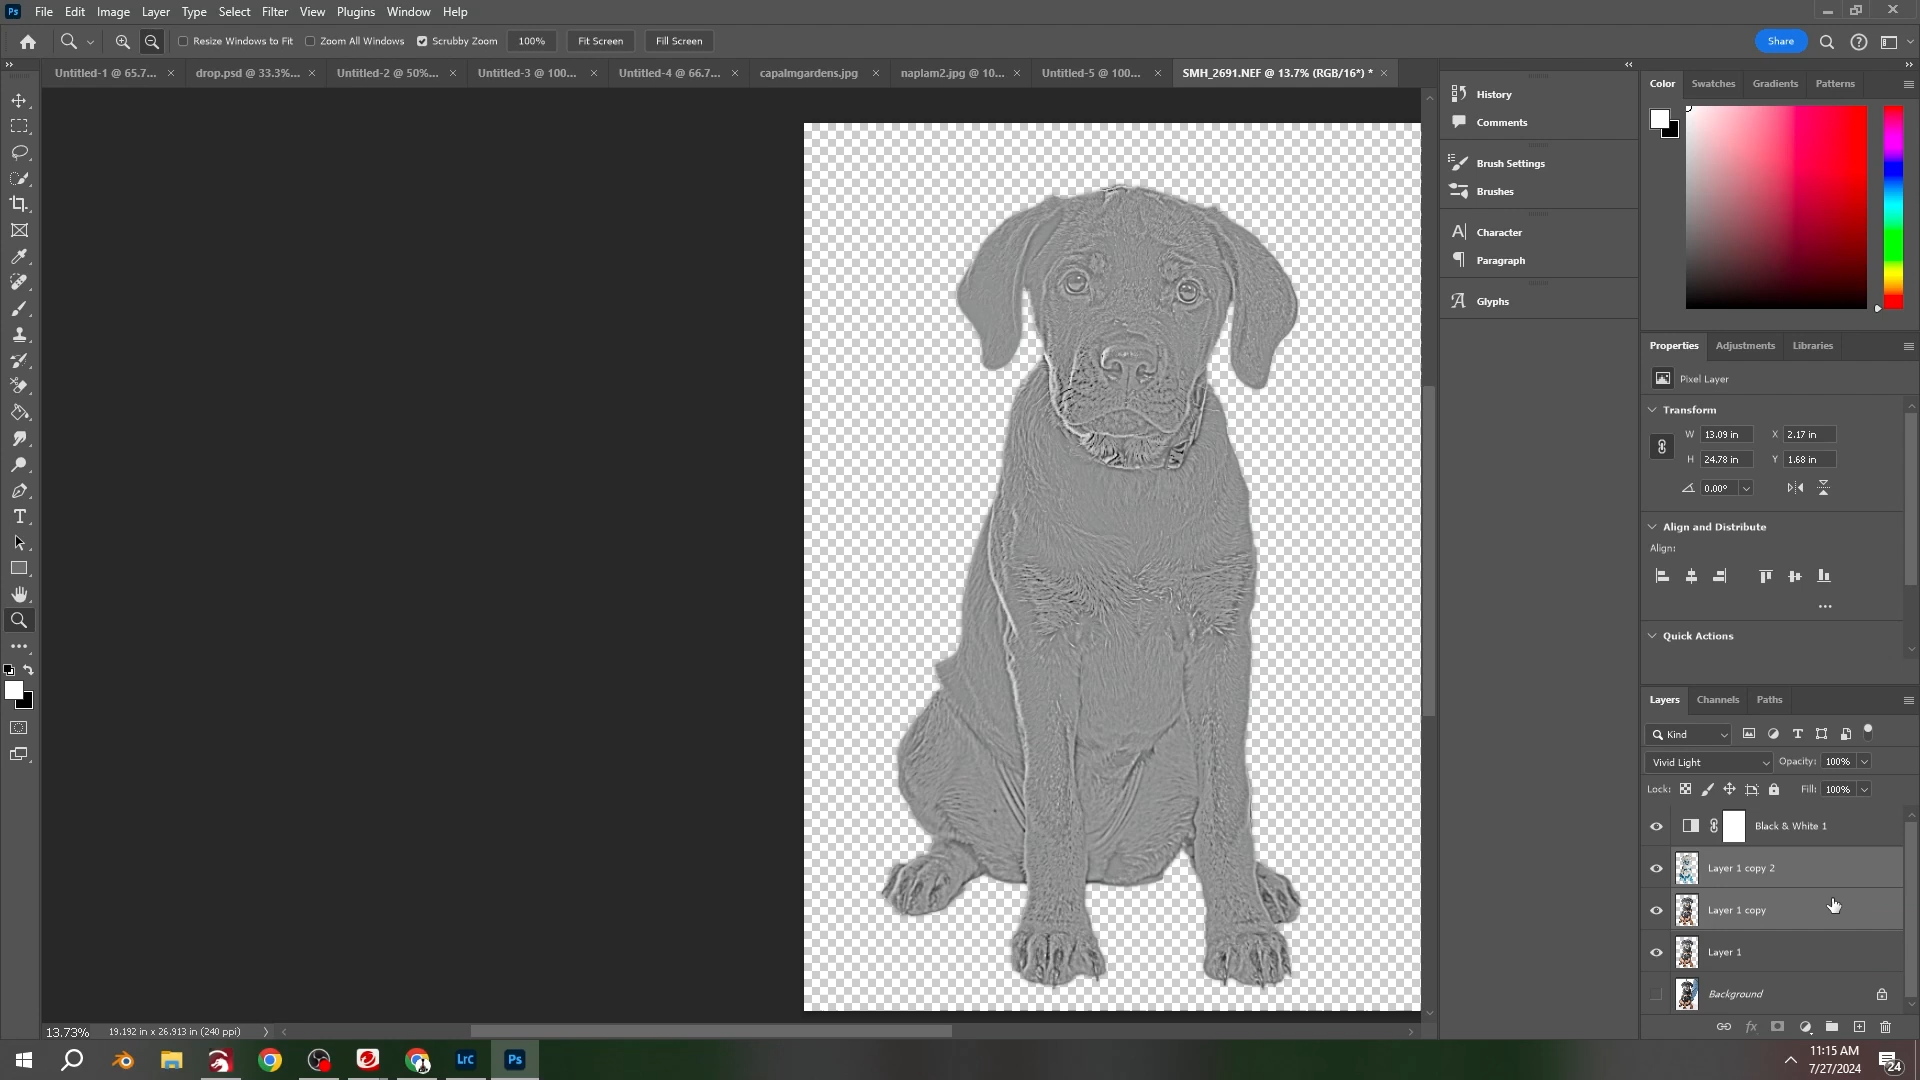 Ps File Edit Image Layer Type Select Filter 3D View Plugins Window Help
Resize Windows to Fit Zoom All Windows Scrubby Zoom 100% Fit Screen Fill Screen Share
Untitled-1 @ 65.7... drop.psd @ 33.3%... Untitled-2 @ 50%... Untitled-3 @ 100... Untitled-4 @ 66.7... capalmgardens.jpg naplam2.jpg @ 10... Untitled-5 @ 100... SMH_2691.NEF @ 13.7% (RGB/16*) *
History
Comments
Brush Settings
Brushes
Character
Paragraph
Glyphs
Color Swatches Gradients Patterns
Properties Adjustments Libraries
Pixel Layer
Transform
W 13.09 in X 2.17 in
H 24.78 in Y 1.68 in
0.00°
Align and Distribute
Align:
Quick Actions
Layers Channels Paths
Kind
Vivid Light Opacity: 100%
Lock: Fill: 100%
Black & White 1
Layer 1 copy 2
Layer 1 copy
Layer 1
Background
13.73% 19.192 in x 26.913 in (240 ppi)
Lrc Ps
11:15 AM
7/27/2024
24